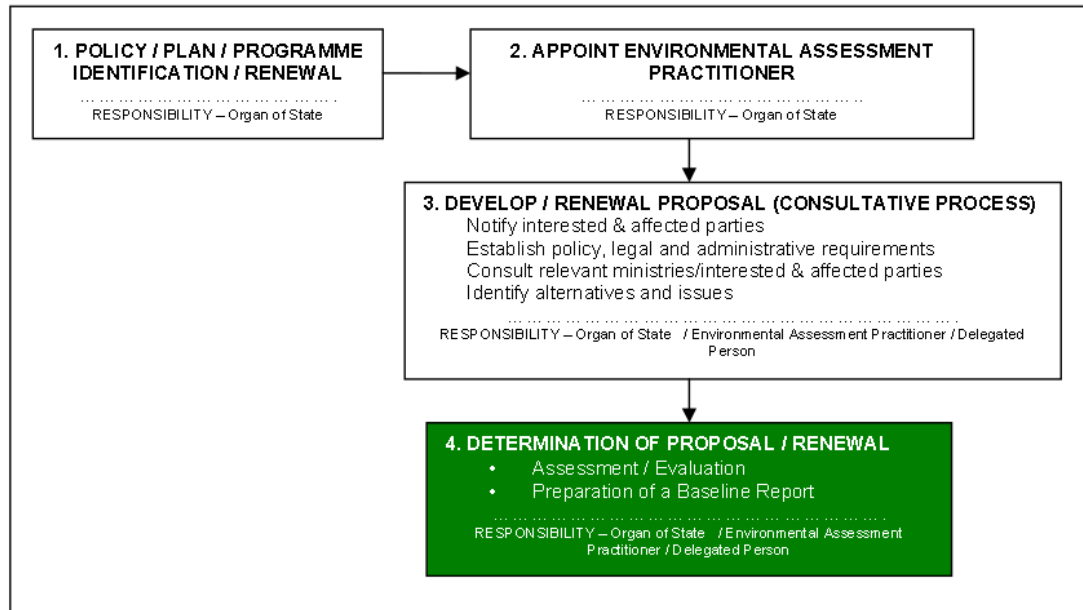 1. POLICY / PLAN / PROGRAMME
IDENTIFICATION / RENEWAL
… … … … … … … … … … … … … .
RESPONSIBILITY – Organ of State
2. APPOINT ENVIRONMENTAL ASSESSMENT
PRACTITIONER
… … … … … … … … … … … … … … ..
RESPONSIBILITY – Organ of State
3. DEVELOP / RENEWAL PROPOSAL (CONSULTATIVE PROCESS)
Notify interested & affected parties
Establish policy, legal and administrative requirements
Consult relevant ministries/interested & affected parties
Identify alternatives and issues
… … … … … … … … … … … … … … … … … … … … … … .
RESPONSIBILITY – Organ of State / Environmental Assessment Practitioner / Delegated
Person
4. DETERMINATION OF PROPOSAL / RENEWAL
• Assessment / Evaluation
• Preparation of a Baseline Report
… … … … … … … … … … … … … … … … … … … .
RESPONSIBILITY – Organ of State / Environmental Assessment
Practitioner / Delegated Person